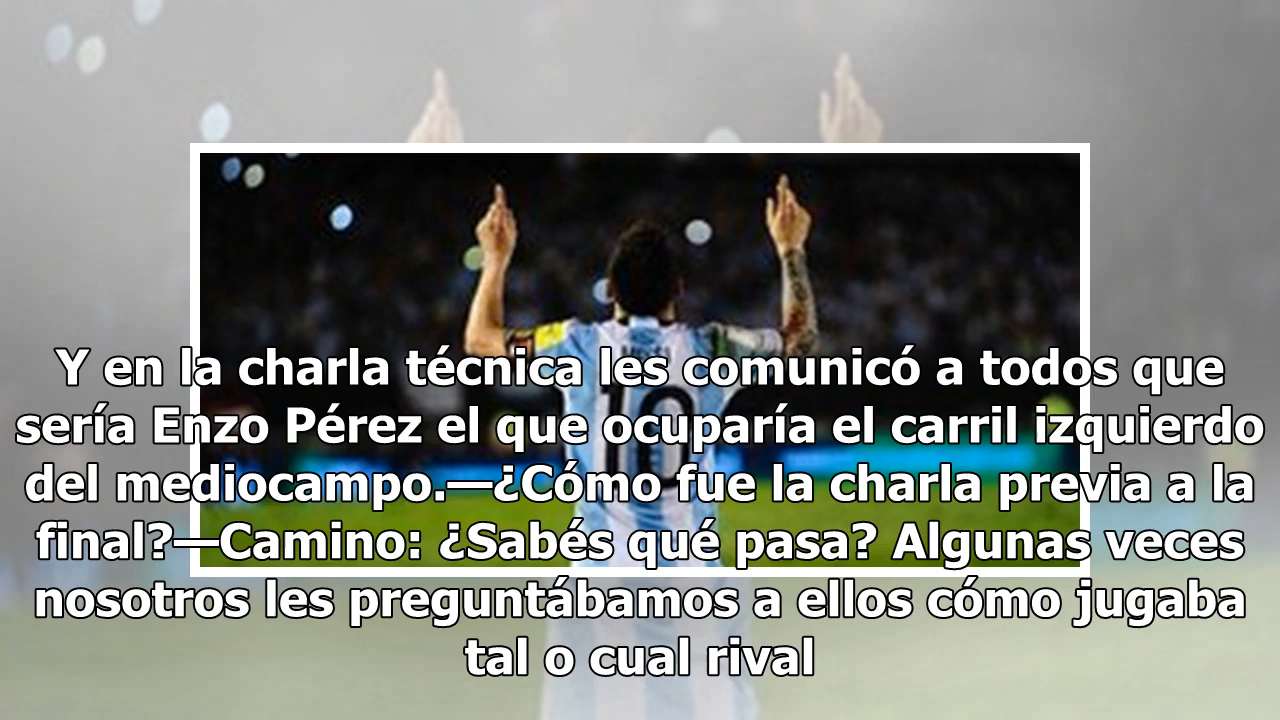 Y en la charla técnica les comunicó a todos que
sería Enzo Pérez el que ocuparía el carril izquierdo
del mediocampo.—¿Cómo fue la charla previa a la
final?—Camino: ¿Sabés qué pasa? Algunas veces
nosotros les preguntábamos a ellos cómo jugaba
tal o cual rival
10